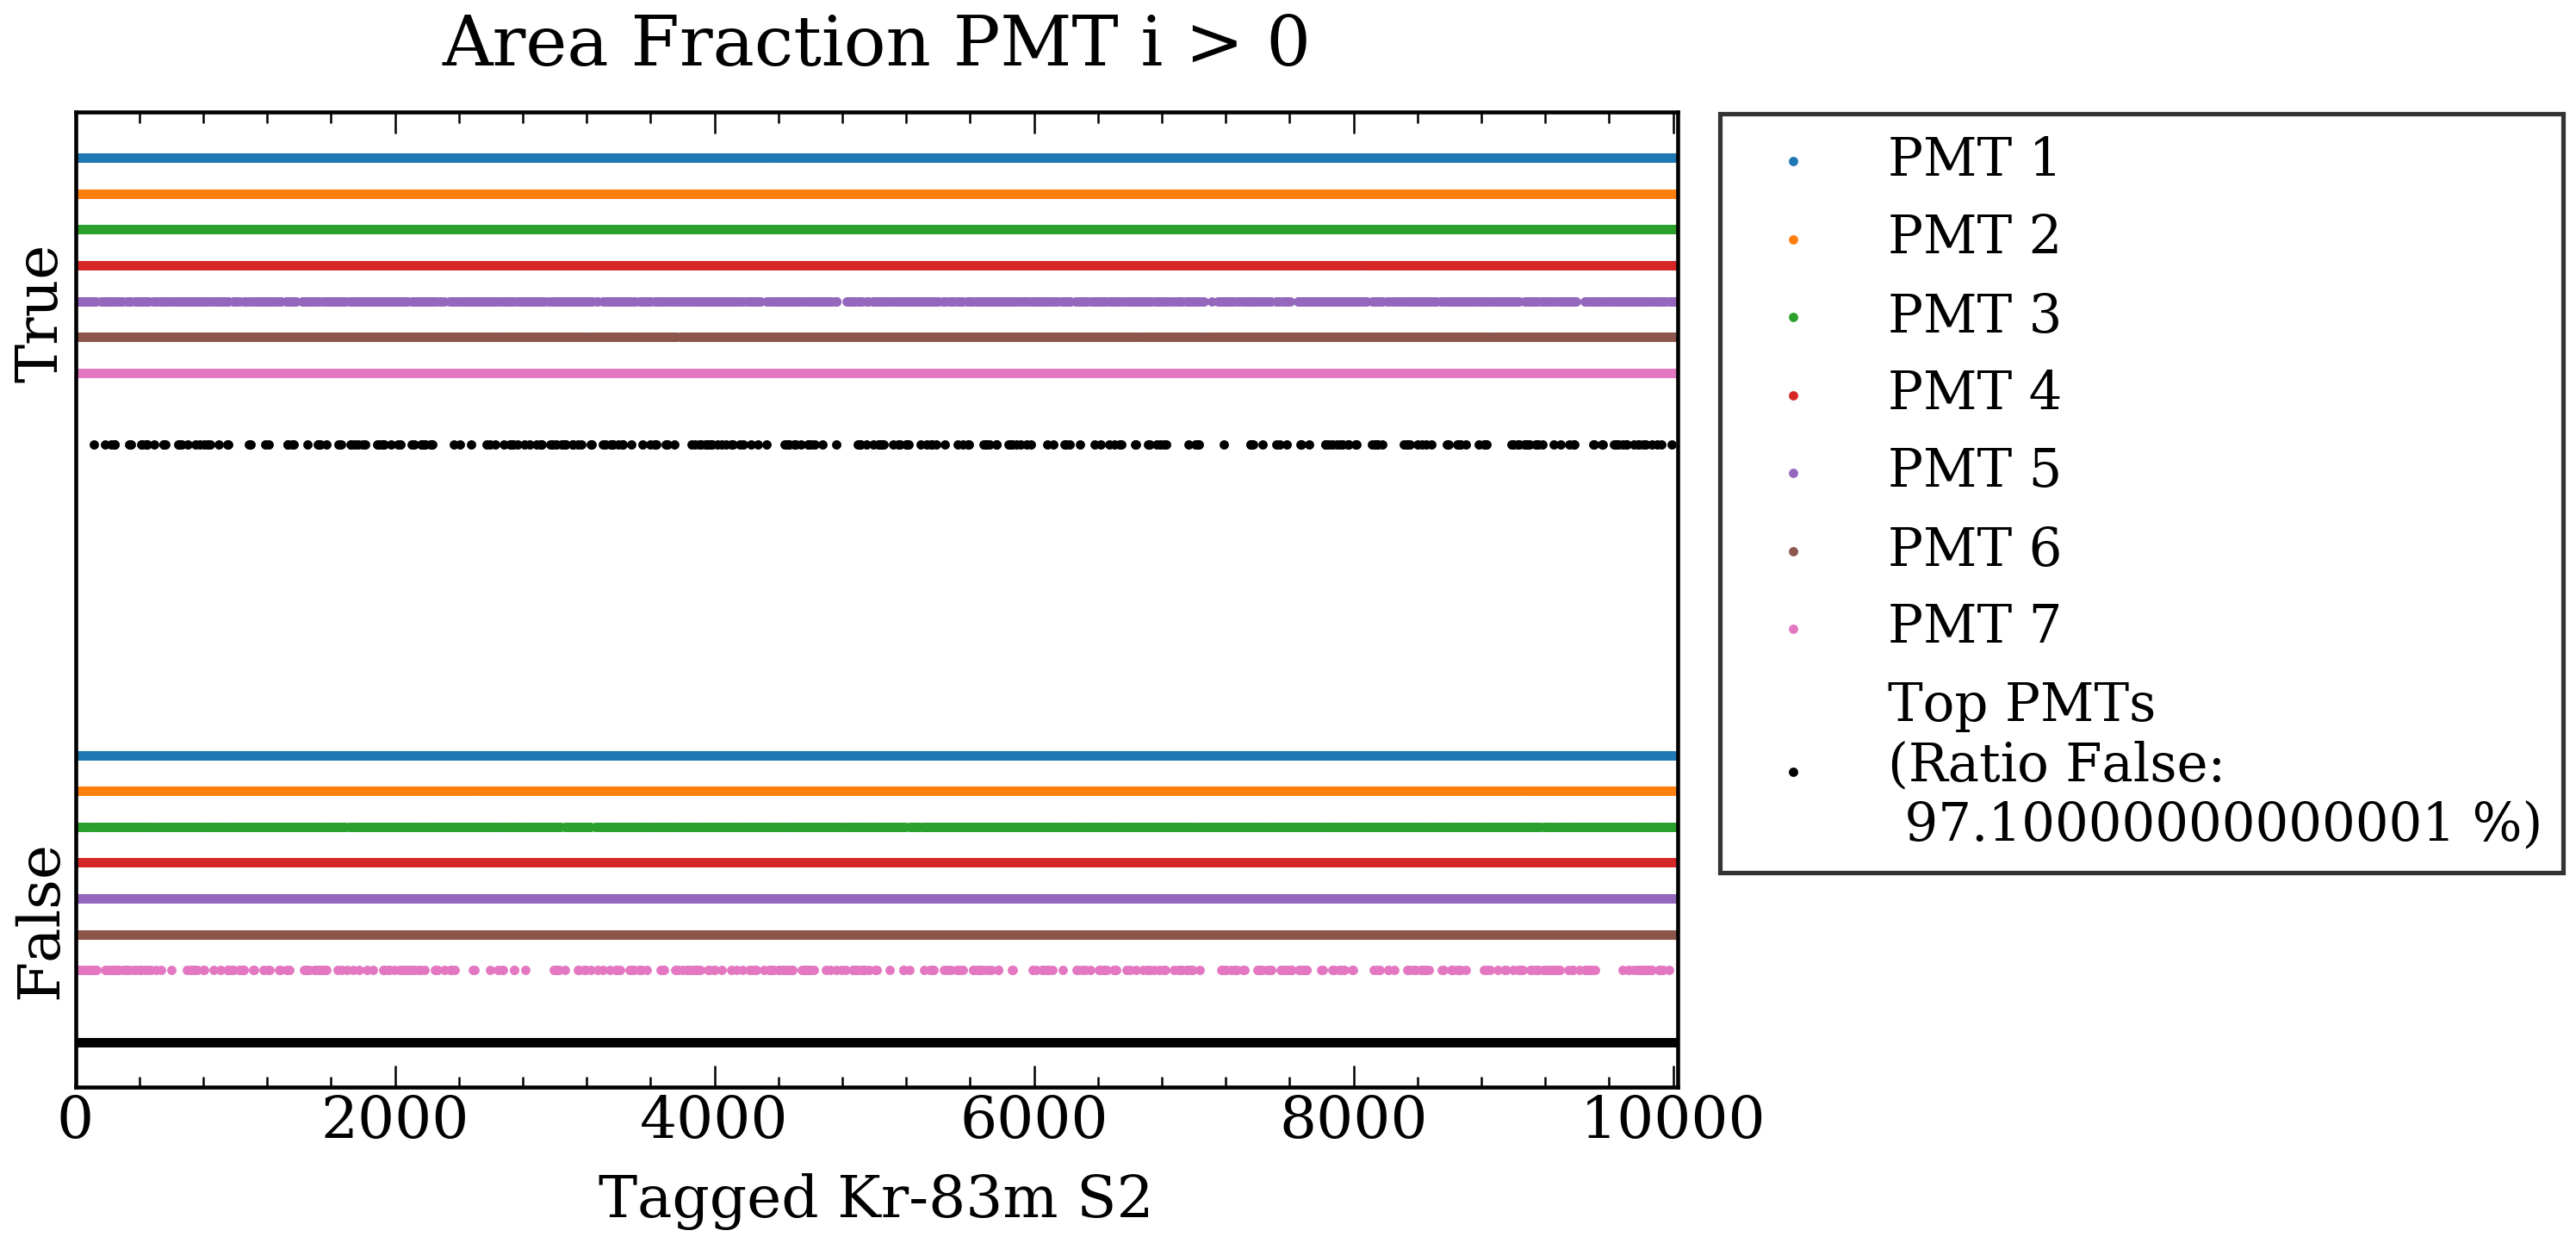 Area Fraction PMT i > 0
True
False
0 2000 4000 6000 8000 10000
Tagged Kr-83m S2
PMT 1
PMT 2
PMT 3
PMT 4
PMT 5
PMT 6
PMT 7
Top PMTs
(Ratio False:
97.10000000000001 %)